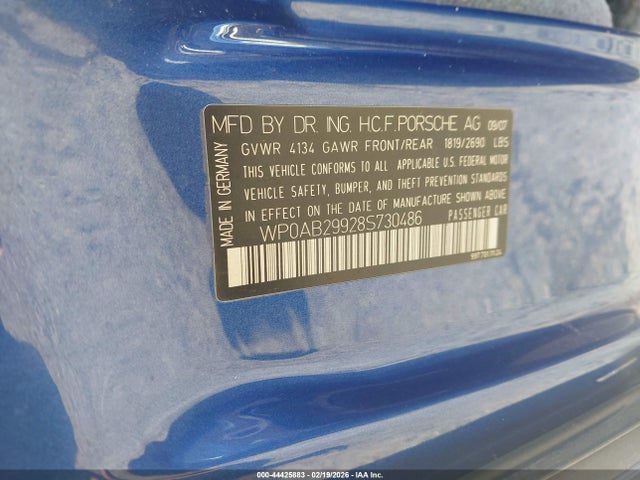 MFD BY DR. ING. H.C.F. PORSCHE AG 09/07
GVWR 4134 GAWR FRONT/REAR 1819/2690 LBS
THIS VEHICLE CONFORMS TO ALL APPLICABLE U.S. FEDERAL MOTOR
VEHICLE SAFETY, BUMPER, AND THEFT PREVENTION STANDARDS
IN EFFECT ON THE DATE OF MANUFACTURE SHOWN ABOVE
WP0AB29928S730486 PASSENGER CAR
MADE IN GERMANY
000-44425883 - 02/19/2026 - IAA Inc.